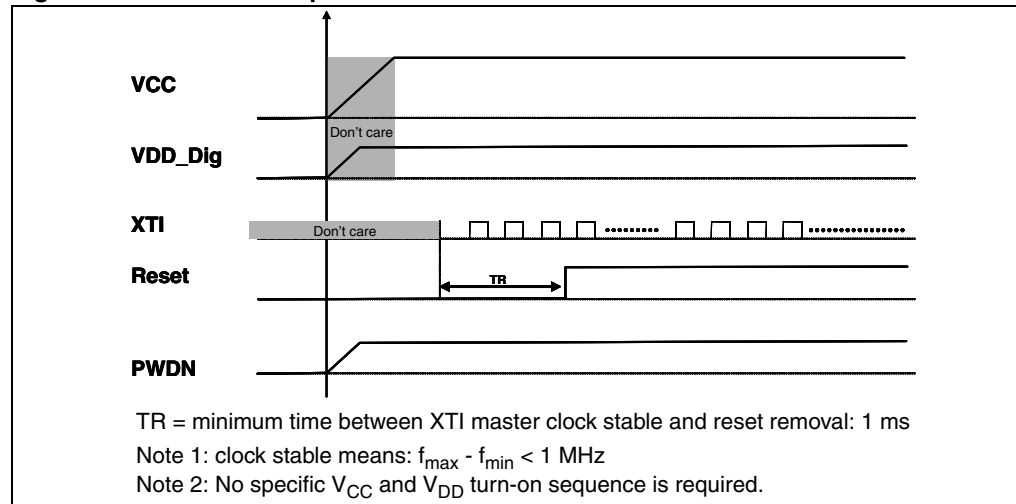 VCC
Don't care
VDD_Dig
XTI
Don't care
Reset
TR
PWDN
TR = minimum time between XTI master clock stable and reset removal: 1 ms
Note 1: clock stable means: fmax - fmin < 1 MHz
Note 2: No specific VCC and VDD turn-on sequence is required.